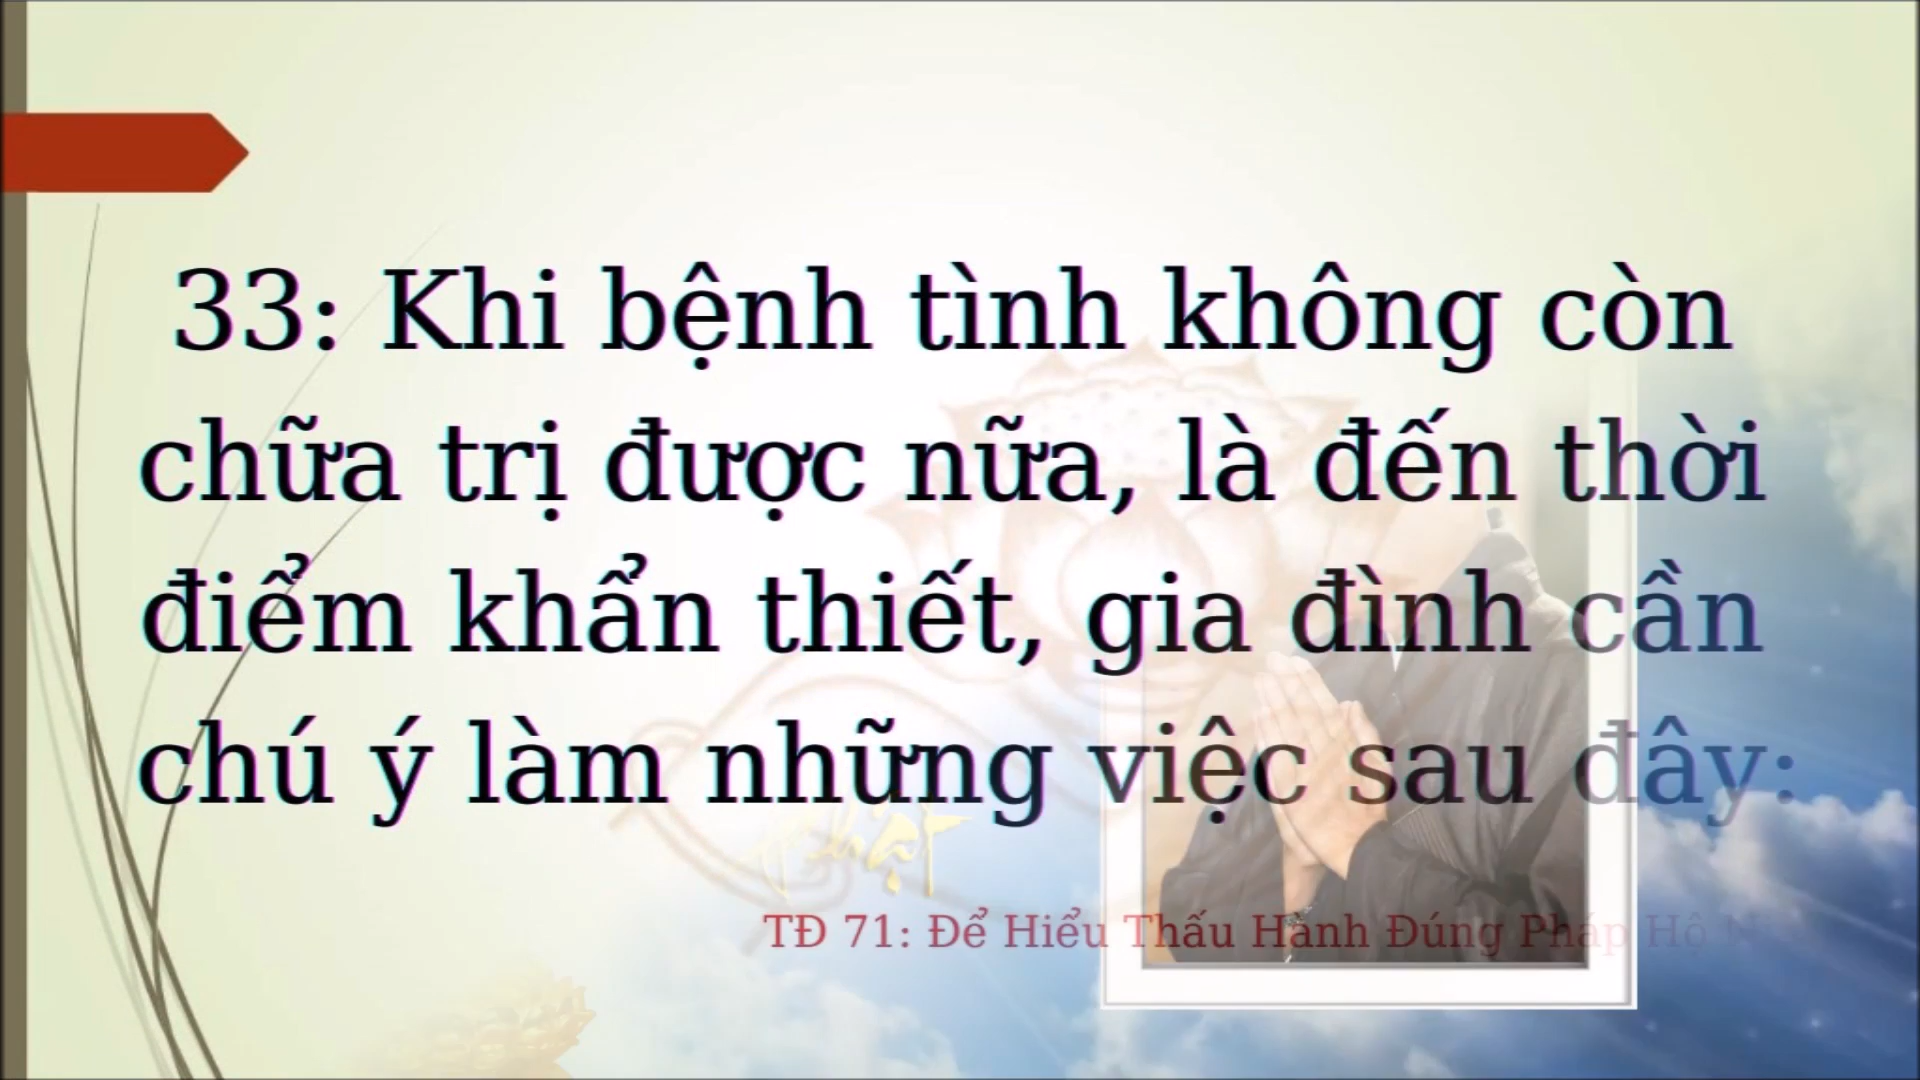 33: Khi bệnh tình không còn
chữa trị được nữa, là đến thời
điểm khẩn thiết, gia đình cần
chú ý làm những việc sau đây:
Phật
TĐ 71: Để Hiểu Thấu Hành Đúng Pháp Hộ